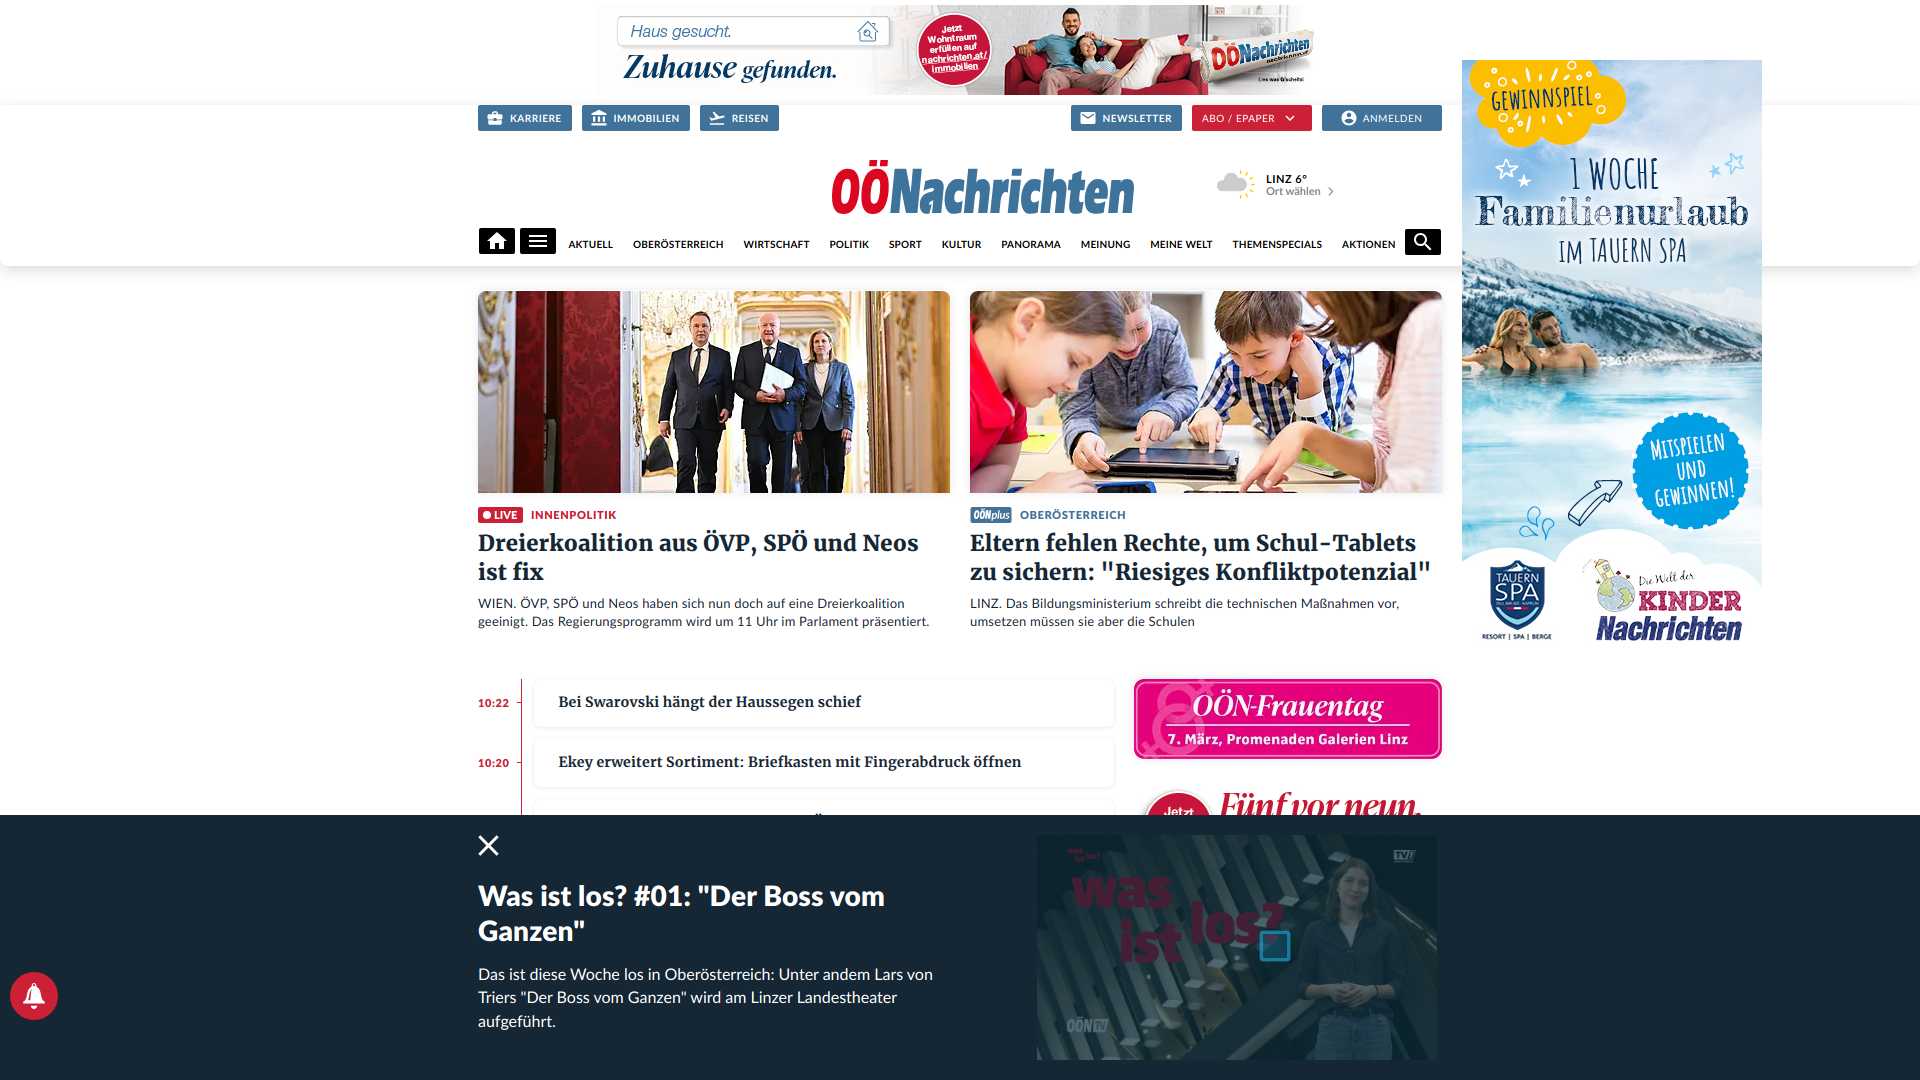 Haus gesucht.
Zuhause gefunden.
Jetzt
Wohntraum
erfüllen auf
nachrichten.at/
immobilien
OÖNachrichten
Lies was G'scheits!
KARRIERE
IMMOBILIEN
REISEN
NEWSLETTER
ABO / EPAPER
ANMELDEN
OÖNachrichten
LINZ 6°
Ort wählen
AKTUELL
OBERÖSTERREICH
WIRTSCHAFT
POLITIK
SPORT
KULTUR
PANORAMA
MEINUNG
MEINE WELT
THEMENSPECIALS
AKTIONEN
GEWINNSPIEL
1 WOCHE
Familienurlaub
IM TAUERN SPA
MITSPIELEN
UND
GEWINNEN!
TAUERN
SPA
RESORT | SPA | BERGE
Die Welt der
KINDER
Nachrichten
LIVE INNENPOLITIK
Dreierkoalition aus ÖVP, SPÖ und Neos
ist fix
WIEN. ÖVP, SPÖ und Neos haben sich nun doch auf eine Dreierkoalition
geeinigt. Das Regierungsprogramm wird um 11 Uhr im Parlament präsentiert.
OÖNplus OBERÖSTERREICH
Eltern fehlen Rechte, um Schul-Tablets
zu sichern: "Riesiges Konfliktpotenzial"
LINZ. Das Bildungsministerium schreibt die technischen Maßnahmen vor,
umsetzen müssen sie aber die Schulen
10:22 Bei Swarovski hängt der Haussegen schief
10:20 Ekey erweitert Sortiment: Briefkasten mit Fingerabdruck öffnen
OÖN-Frauentag
7. März, Promenaden Galerien Linz
Jetzt
Fünf vor neun.
Was ist los? #01: "Der Boss vom
Ganzen"
Das ist diese Woche los in Oberösterreich: Unter andem Lars von
Triers "Der Boss vom Ganzen" wird am Linzer Landestheater
aufgeführt.
was
ist los?
TV1
OÖNTV